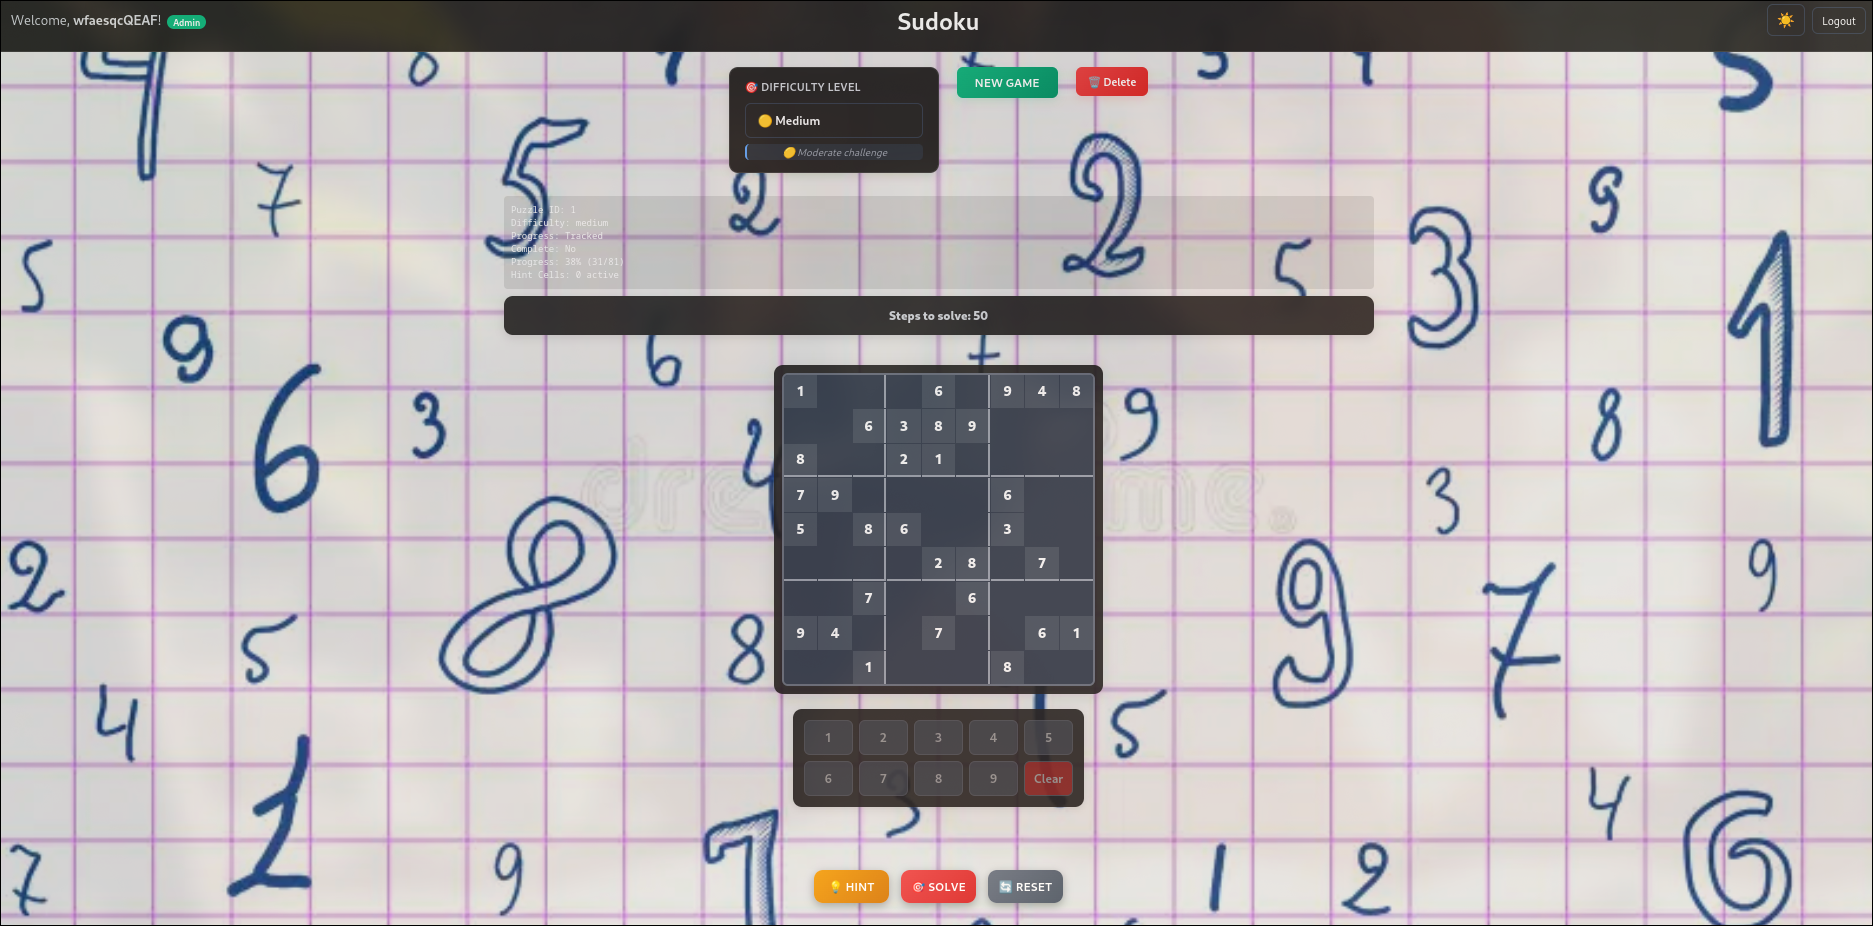 Welcome, wfaesqcQEAF! Admin
Sudoku
☀️ Logout
🎯 DIFFICULTY LEVEL
🟡 Medium
🟡 Moderate challenge
NEW GAME
🗑️ Delete
Puzzle ID: 1
Difficulty: medium
Progress: Tracked
Complete: No
Progress: 38% (31/81)
Hint Cells: 0 active
Steps to solve: 50
1 6 9 4 8
6 3 8 9
8 2 1
7 9 6
5 8 6 3
2 8 7
7 6
9 4 7 6 1
1 8
1 2 3 4 5
6 7 8 9 Clear
💡 HINT
🎯 SOLVE
🔄 RESET